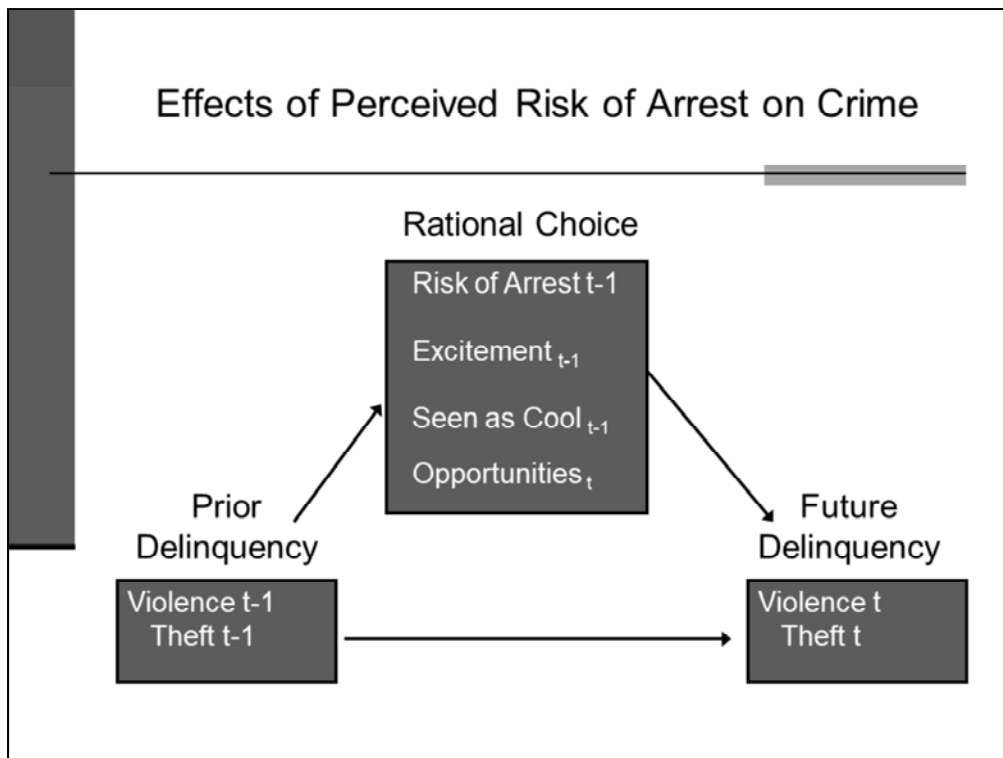 Effects of Perceived Risk of Arrest on Crime
Rational Choice
Risk of Arrest t-1
Excitement t-1
Seen as Cool t-1
Opportunities t
Prior
Delinquency
Violence t-1
Theft t-1
Future
Delinquency
Violence t
Theft t